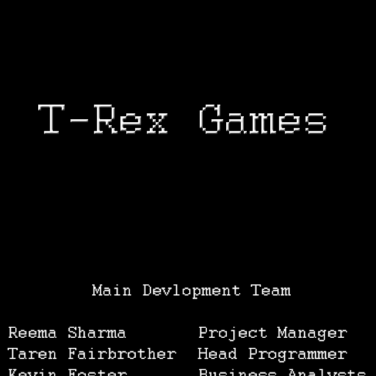 T-Rex Games
Main Devlopment Team
Reema Sharma Project Manager
Taren Fairbrother Head Programmer
Kevin Foster Business Analysts